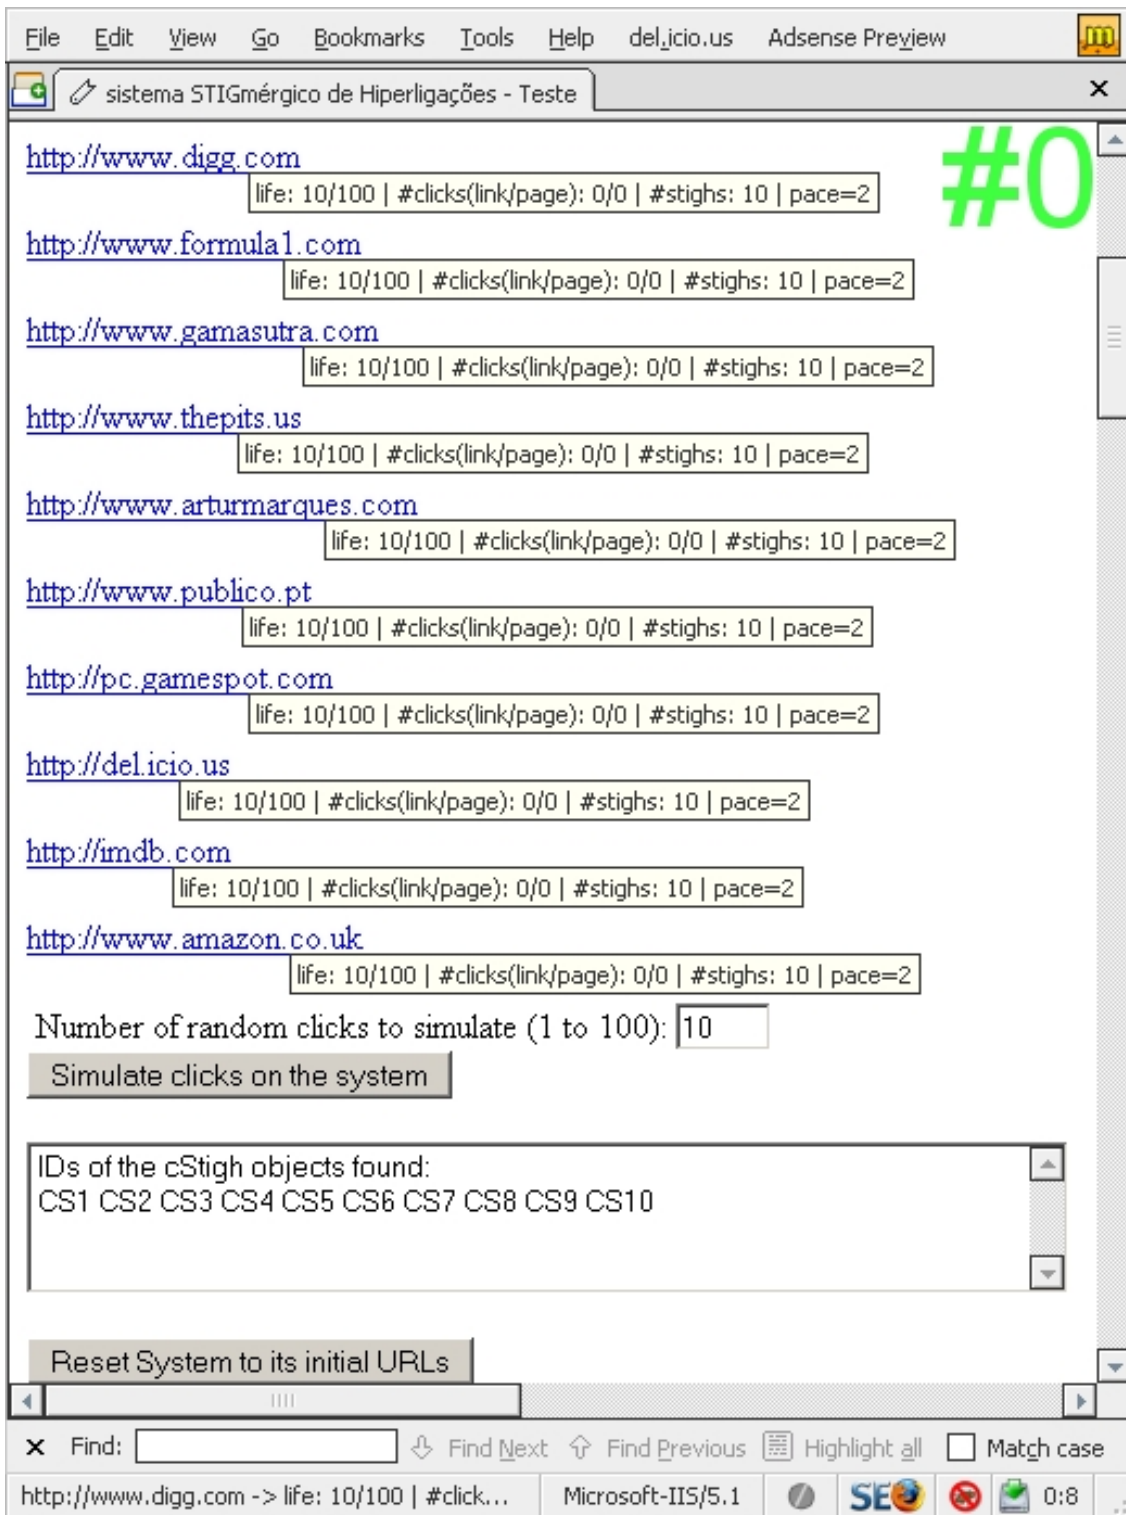 File Edit View Go Bookmarks Tools Help del.icio.us Adsense Preview
sistema STIGmérgico de Hiperligações - Teste
#0
http://www.digg.com
life: 10/100 | #clicks(link/page): 0/0 | #stighs: 10 | pace=2
http://www.formula1.com
life: 10/100 | #clicks(link/page): 0/0 | #stighs: 10 | pace=2
http://www.gamasutra.com
life: 10/100 | #clicks(link/page): 0/0 | #stighs: 10 | pace=2
http://www.thepits.us
life: 10/100 | #clicks(link/page): 0/0 | #stighs: 10 | pace=2
http://www.arturmarques.com
life: 10/100 | #clicks(link/page): 0/0 | #stighs: 10 | pace=2
http://www.publico.pt
life: 10/100 | #clicks(link/page): 0/0 | #stighs: 10 | pace=2
http://pc.gamespot.com
life: 10/100 | #clicks(link/page): 0/0 | #stighs: 10 | pace=2
http://del.icio.us
life: 10/100 | #clicks(link/page): 0/0 | #stighs: 10 | pace=2
http://imdb.com
life: 10/100 | #clicks(link/page): 0/0 | #stighs: 10 | pace=2
http://www.amazon.co.uk
life: 10/100 | #clicks(link/page): 0/0 | #stighs: 10 | pace=2
Number of random clicks to simulate (1 to 100): 10
Simulate clicks on the system
IDs of the cStigh objects found:
CS1 CS2 CS3 CS4 CS5 CS6 CS7 CS8 CS9 CS10
Reset System to its initial URLs
Find: Find Next Find Previous Highlight all Match case
http://www.digg.com -> life: 10/100 | #click... Microsoft-IIS/5.1 SEO 0:8